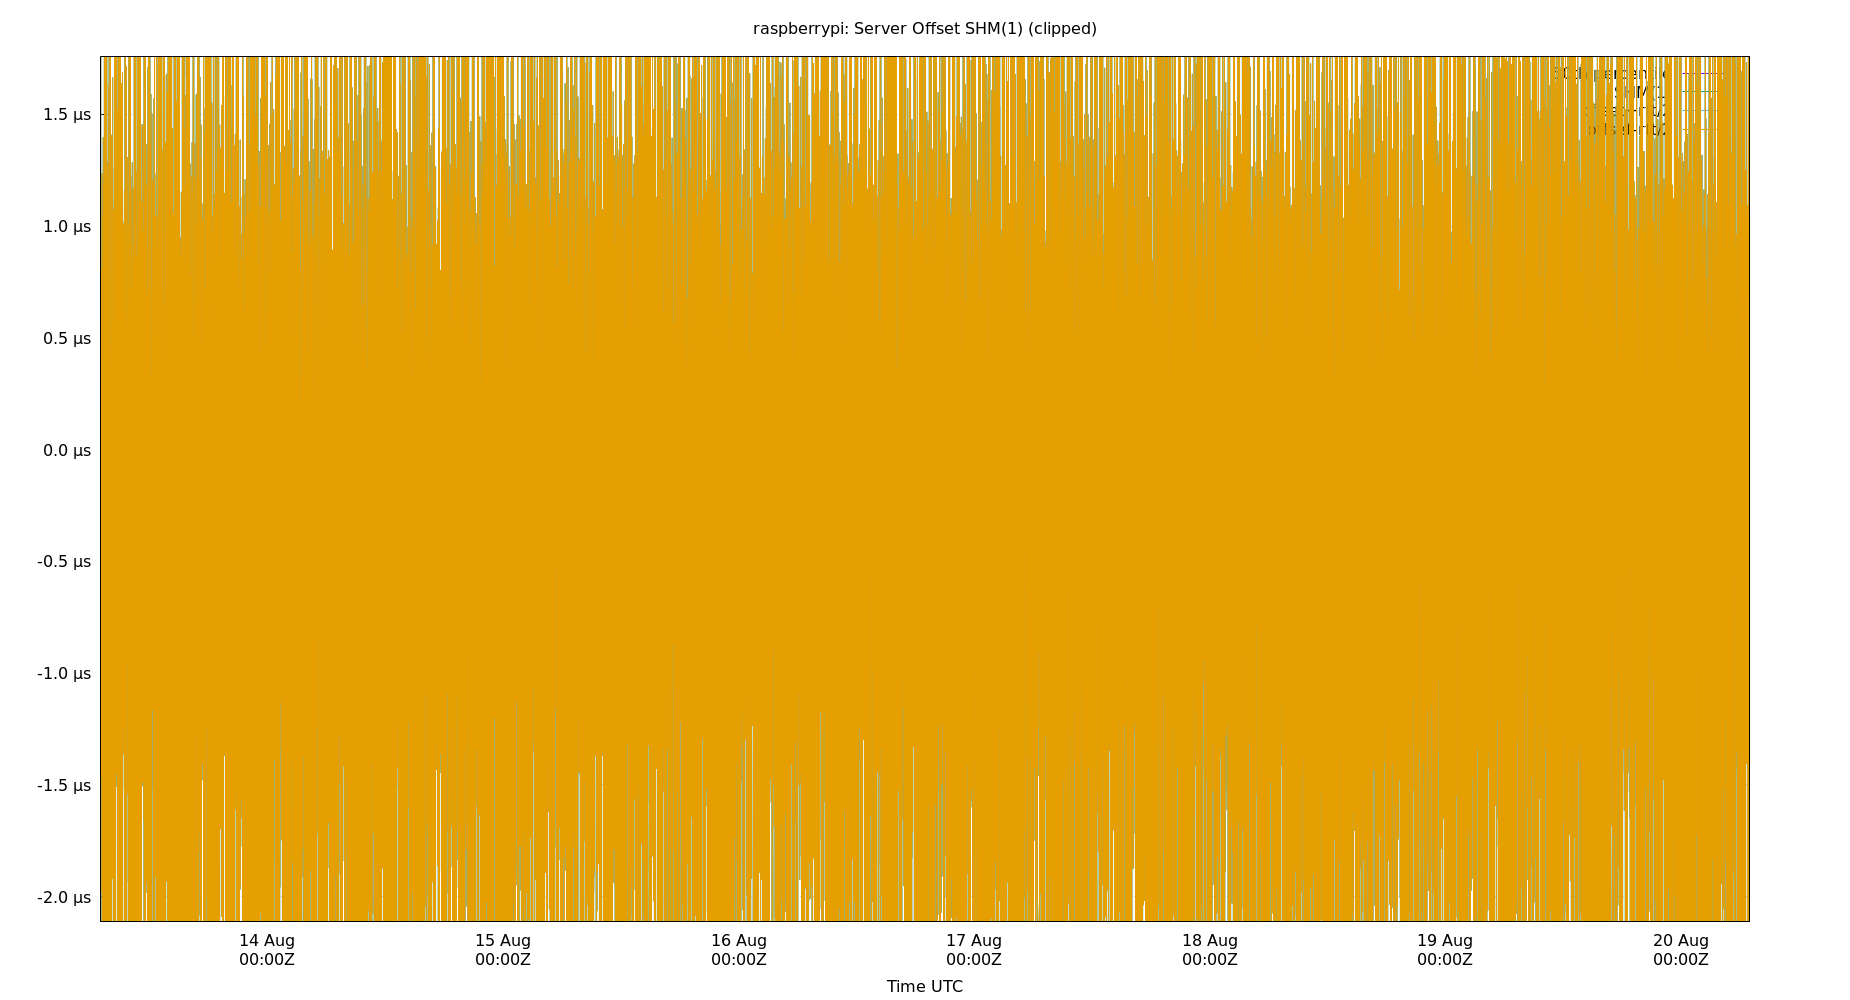 raspberrypi: Server Offset SHM(1) (clipped)
1.5 µs
1.0 µs
0.5 µs
0.0 µs
-0.5 µs
-1.0 µs
-1.5 µs
-2.0 µs
14 Aug 15 Aug 16 Aug 17 Aug 18 Aug 19 Aug 20 Aug
00:00Z 00:00Z 00:00Z 00:00Z 00:00Z 00:00Z 00:00Z
Time UTC